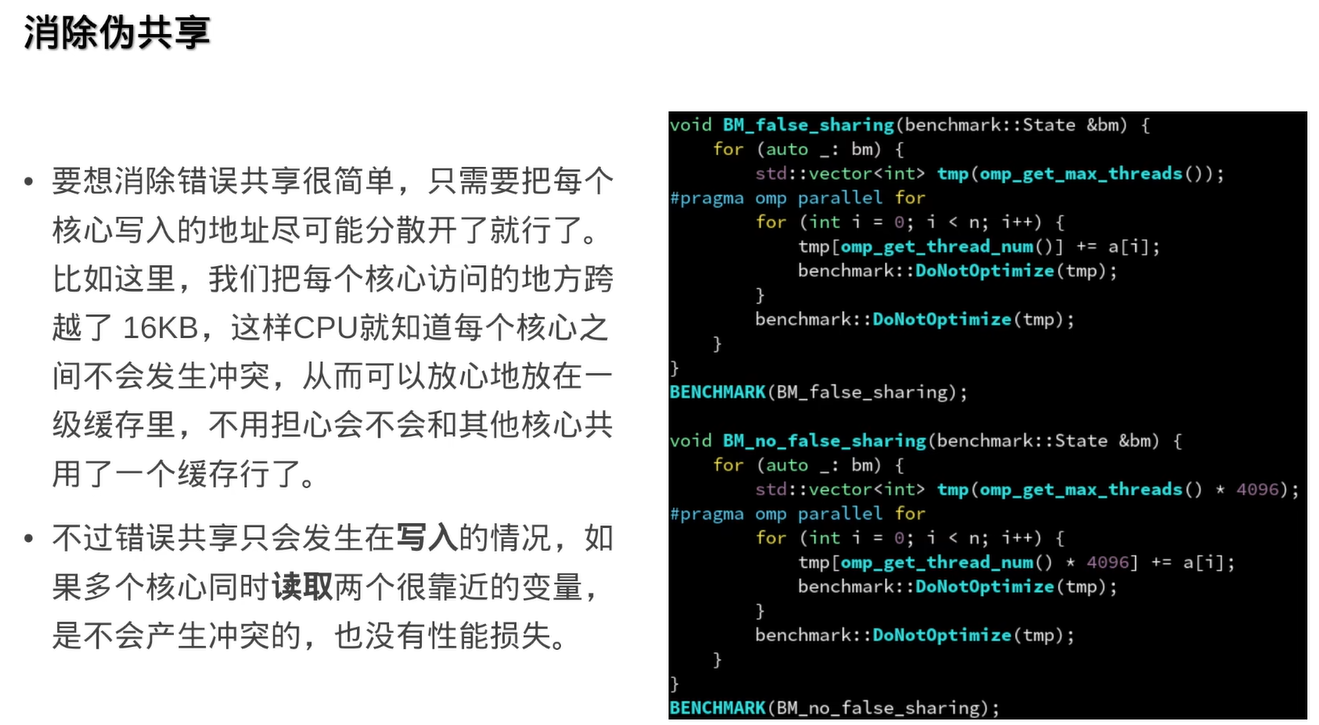 消除伪共享
• 要想消除错误共享很简单，只需要把每个
核心写入的地址尽可能分散开了就行了。
比如这里，我们把每个核心访问的地方跨
越了 16KB，这样CPU就知道每个核心之
间不会发生冲突，从而可以放心地放在一
级缓存里，不用担心会不会和其他核心共
用了一个缓存行了。
• 不过错误共享只会发生在写入的情况，如
果多个核心同时读取两个很靠近的变量，
是不会产生冲突的，也没有性能损失。
void BM_false_sharing(benchmark::State &bm) {
    for (auto _: bm) {
        std::vector<int> tmp(omp_get_max_threads());
#pragma omp parallel for
        for (int i = 0; i < n; i++) {
            tmp[omp_get_thread_num()] += a[i];
            benchmark::DoNotOptimize(tmp);
        }
        benchmark::DoNotOptimize(tmp);
    }
}
BENCHMARK(BM_false_sharing);
void BM_no_false_sharing(benchmark::State &bm) {
    for (auto _: bm) {
        std::vector<int> tmp(omp_get_max_threads() * 4096);
#pragma omp parallel for
        for (int i = 0; i < n; i++) {
            tmp[omp_get_thread_num() * 4096] += a[i];
            benchmark::DoNotOptimize(tmp);
        }
        benchmark::DoNotOptimize(tmp);
    }
}
BENCHMARK(BM_no_false_sharing);